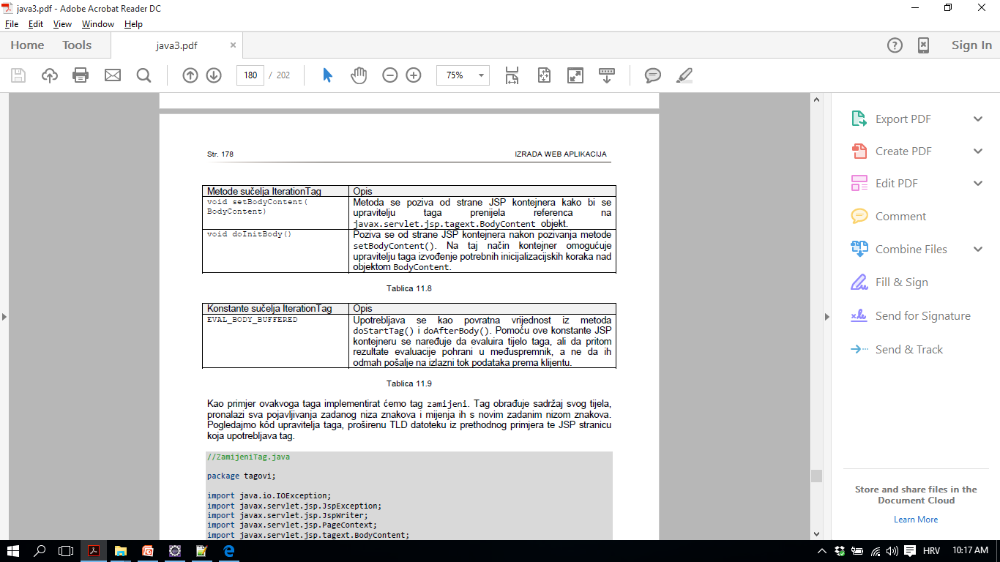 java3.pdf - Adobe Acrobat Reader DC
File Edit View Window Help
Home Tools java3.pdf × ? Sign In
180 / 202 75%
Str. 178 IZRADA WEB APLIKACIJA
Metode sučelja IterationTag Opis
void setBodyContent(
BodyContent)
Metoda se poziva od strane JSP kontejnera kako bi se
upravitelju taga prenijela referenca na
javax.servlet.jsp.tagext.BodyContent objekt.
void doInitBody()
Poziva se od strane JSP kontejnera nakon pozivanja metode
setBodyContent(). Na taj način kontejner omogućuje
upravitelju taga izvođenje potrebnih inicijalizacijskih koraka nad
objektom BodyContent.
Tablica 11.8
Konstante sučelja IterationTag Opis
EVAL_BODY_BUFFERED
Upotrebljava se kao povratna vrijednost iz metoda
doStartTag() i doAfterBody(). Pomoću ove konstante JSP
kontejneru se naređuje da evaluira tijelo taga, ali da pritom
rezultate evaluacije pohrani u međuspremnik, a ne da ih
odmah pošalje na izlazni tok podataka prema klijentu.
Tablica 11.9
Kao primjer ovakvoga taga implementirat ćemo tag zamijeni. Tag obrađuje sadržaj svog tijela,
pronalazi sva pojavljivanja zadanog niza znakova i mijenja ih s novim zadanim nizom znakova.
Pogledajmo kôd upravitelja taga, proširenu TLD datoteku iz prethodnog primjera te JSP stranicu
koja upotrebljava tag.
//ZamijeniTag.java
package tagovi;
import java.io.IOException;
import javax.servlet.jsp.JspException;
import javax.servlet.jsp.JspWriter;
import javax.servlet.jsp.PageContext;
import javax.servlet.jsp.tagext.BodyContent;
Export PDF
Create PDF
Edit PDF
Comment
Combine Files
Fill & Sign
Send for Signature
Send & Track
Store and share files in the
Document Cloud
Learn More
HRV 10:17 AM